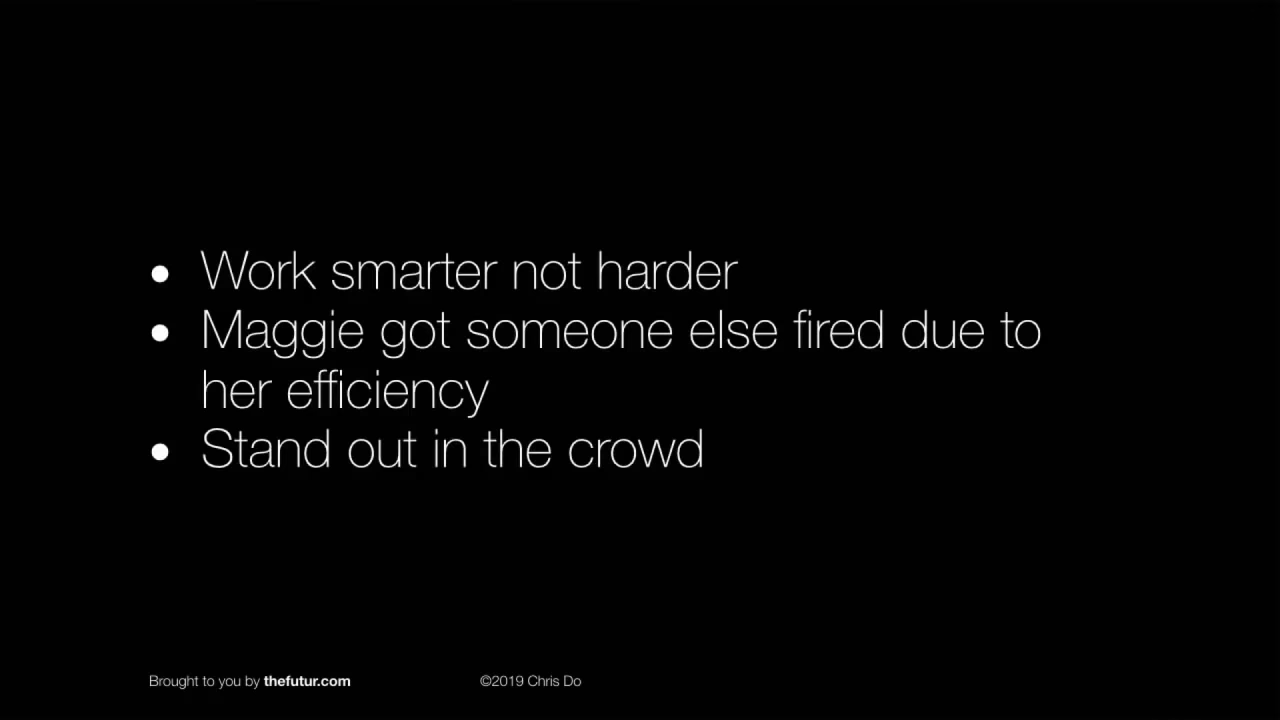 • Work smarter not harder
• Maggie got someone else fired due to
her efficiency
• Stand out in the crowd
Brought to you by thefutur.com ©2019 Chris Do